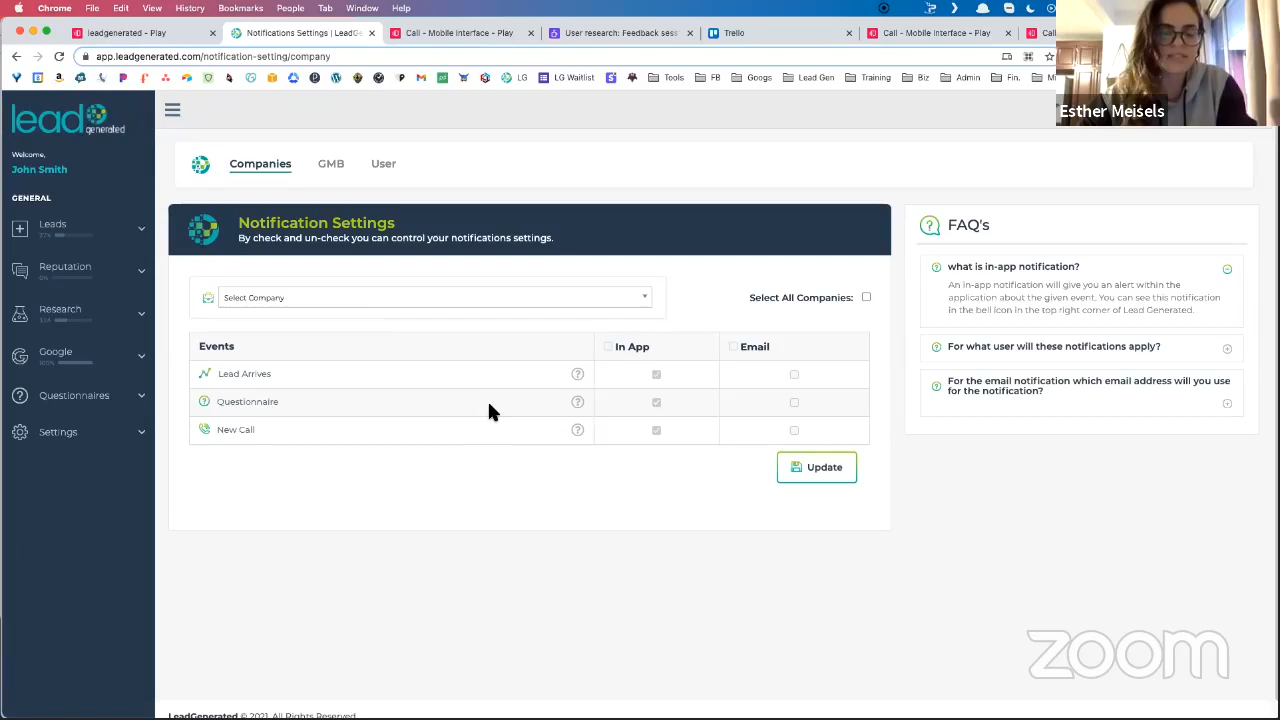 Chrome File Edit View History Bookmarks People Tab Window Help
leadgenerated - Play
Notifications Settings | LeadG
Call - Mobile interface - Play
User research: Feedback sess
Trello
Call - Mobile interface - Play
Call
app.leadgenerated.com/notification-setting/company
LG
LG Waitlist
Tools
FB
Googs
Lead Gen
Training
Biz
Admin
Fin.
Esther Meisels
lead generated
Welcome,
John Smith
GENERAL
Leads
Reputation
0%
Research
33%
Google
100%
Questionnaires
Settings
Companies GMB User
Notification Settings
By check and un-check you can control your notifications settings.
Select Company
Select All Companies:
Events In App Email
Lead Arrives
Questionnaire
New Call
Update
FAQ's
what is in-app notification?
An in-app notification will give you an alert within the
application about the given event. You can see this notification
in the bell icon in the top right corner of Lead Generated.
For what user will these notifications apply?
For the email notification which email address will you use
for the notification?
zoom
LeadGenerated © 2021. All Rights Reserved